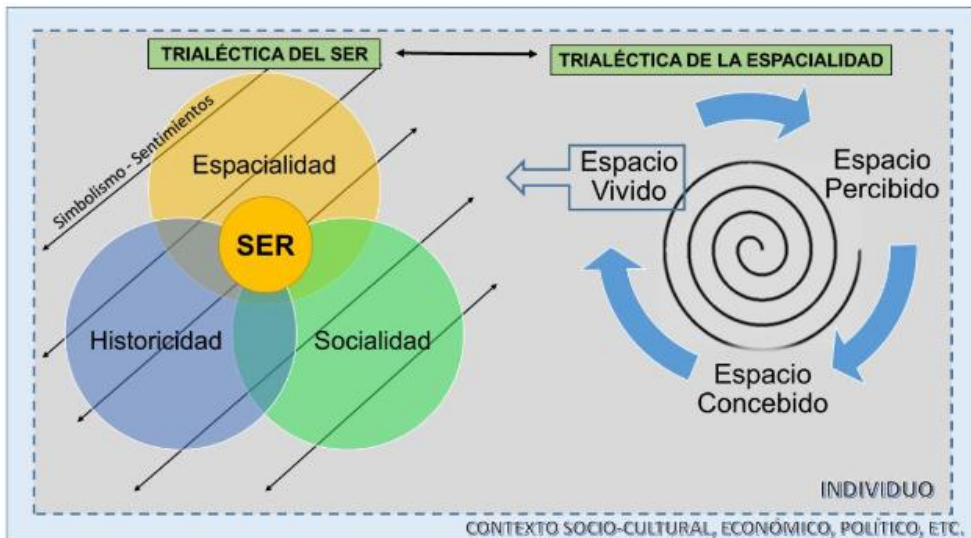 TRIALÉCTICA DEL SER
TRIALÉCTICA DE LA ESPACIALIDAD
Simbolismo - Sentimientos
Espacialidad
SER
Historicidad
Socialidad
Espacio
Vivido
Espacio
Percibido
Espacio
Concebido
INDIVIDUO
CONTEXTO SOCIO-CULTURAL, ECONÓMICO, POLÍTICO, ETC.